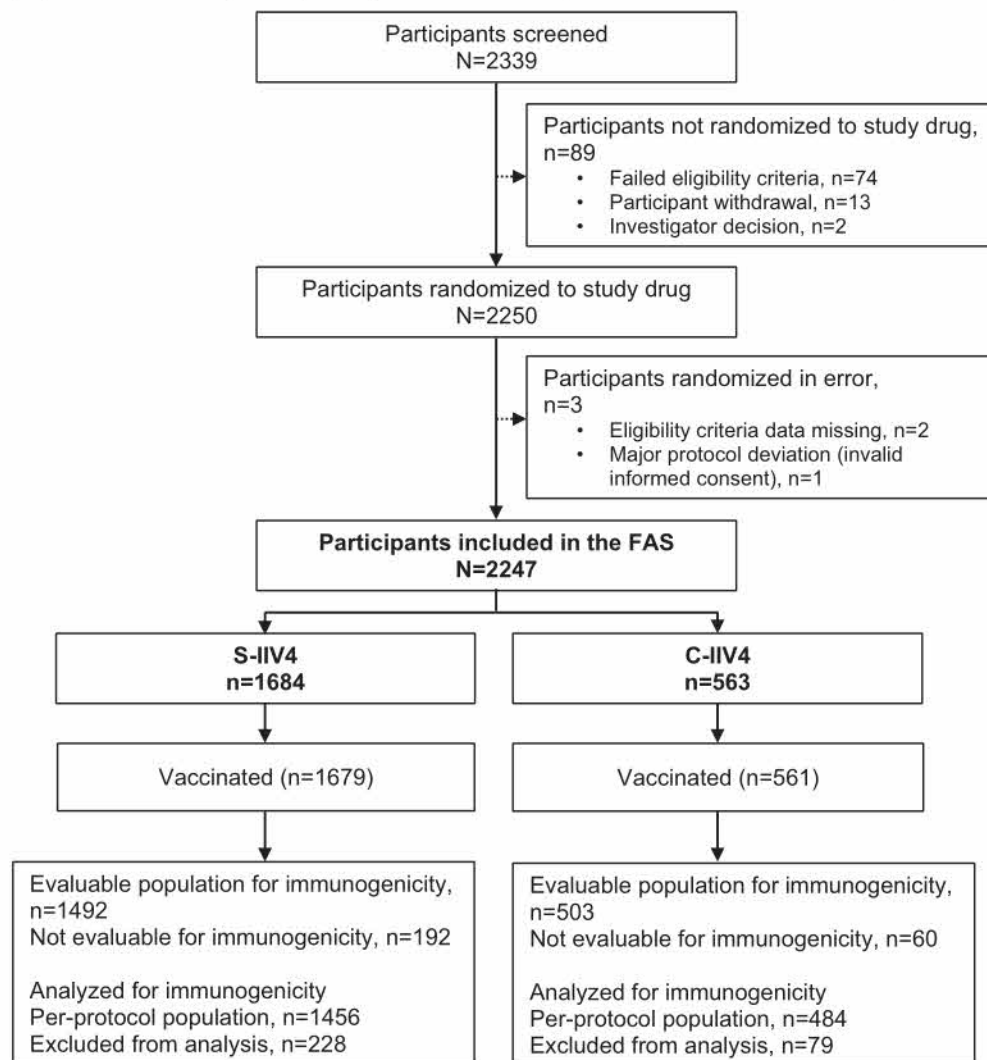 Participants screened
N=2339
Participants not randomized to study drug,
n=89
• Failed eligibility criteria, n=74
• Participant withdrawal, n=13
• Investigator decision, n=2
Participants randomized to study drug
N=2250
Participants randomized in error,
n=3
• Eligibility criteria data missing, n=2
• Major protocol deviation (invalid
informed consent), n=1
Participants included in the FAS
N=2247
S-IIV4
n=1684
C-IIV4
n=563
Vaccinated (n=1679)
Vaccinated (n=561)
Evaluable population for immunogenicity,
n=1492
Not evaluable for immunogenicity, n=192
Analyzed for immunogenicity
Per-protocol population, n=1456
Excluded from analysis, n=228
Evaluable population for immunogenicity,
n=503
Not evaluable for immunogenicity, n=60
Analyzed for immunogenicity
Per-protocol population, n=484
Excluded from analysis, n=79